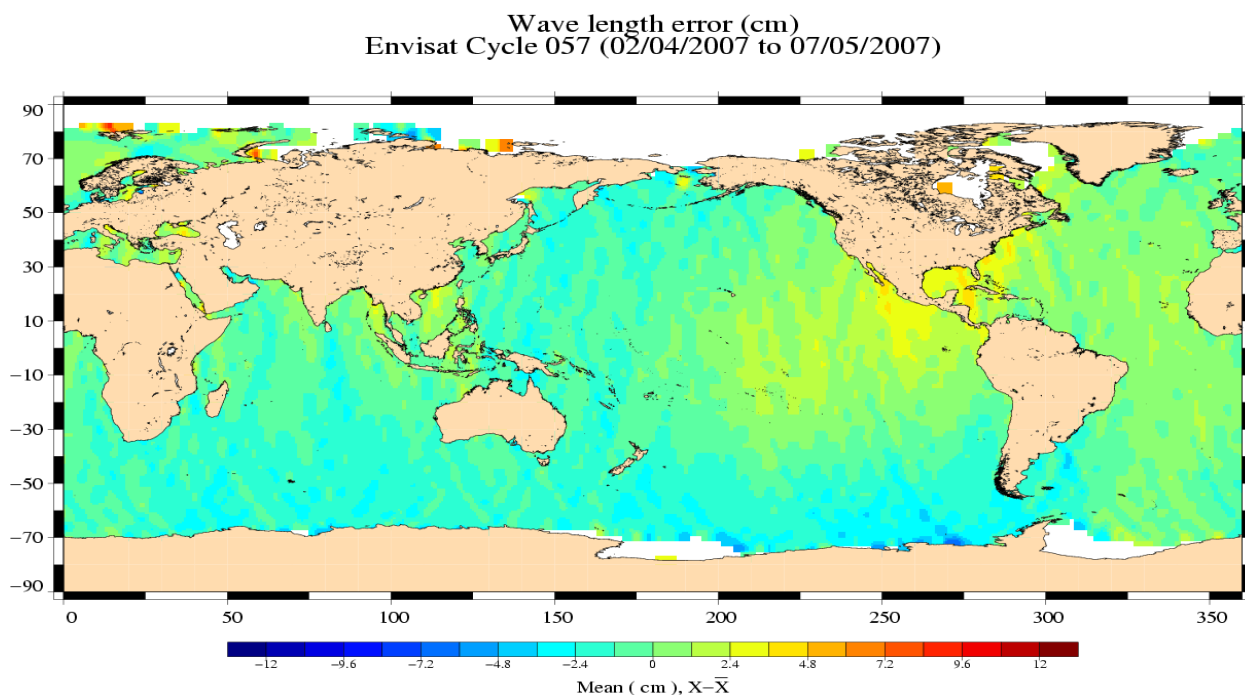 Wave length error (cm)
Envisat Cycle 057 (02/04/2007 to 07/05/2007)
90
70
50
30
10
−10
−30
−50
−70
−90
0 50 100 150 200 250 300 350
−12 −9.6 −7.2 −4.8 −2.4 0 2.4 4.8 7.2 9.6 12
Mean ( cm ), X−X̅